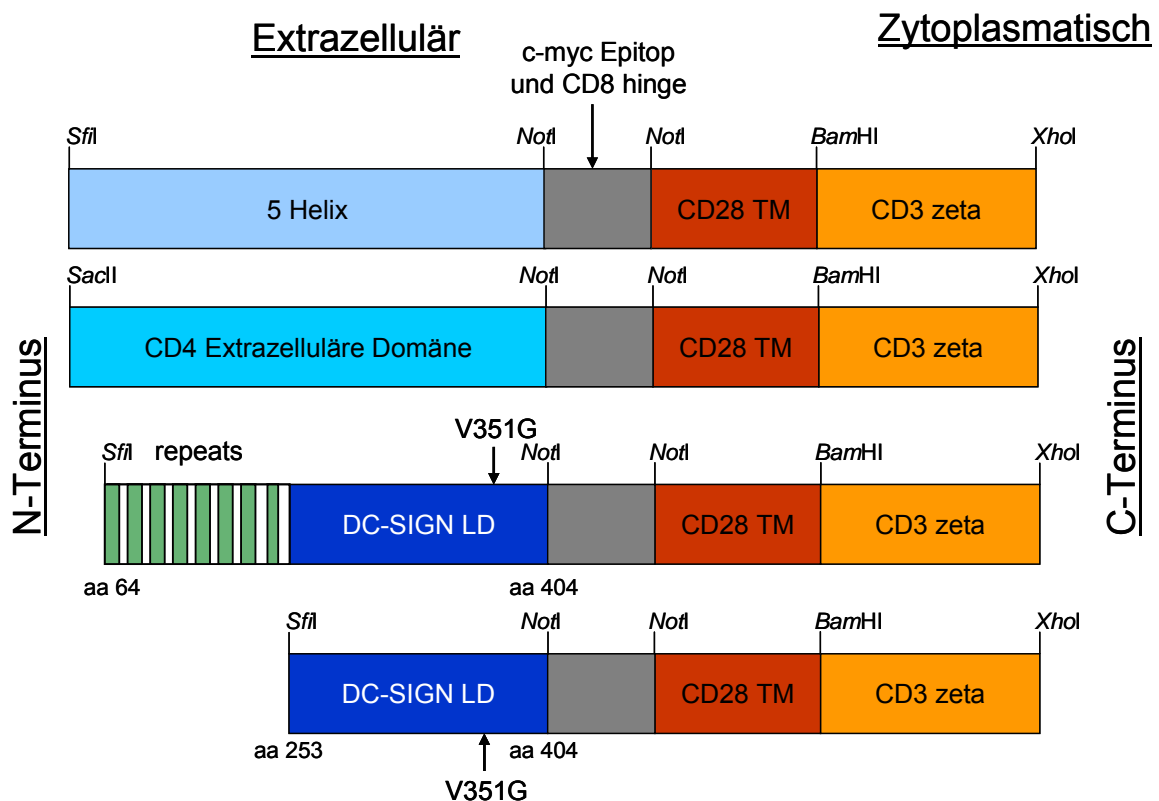 Extrazellulär
Zytoplasmatisch
c-myc Epitop
und CD8 hinge
SfiI NotI NotI BamHI XhoI
5 Helix CD28 TM CD3 zeta
SacII NotI NotI BamHI XhoI
CD4 Extrazelluläre Domäne CD28 TM CD3 zeta
N-Terminus
C-Terminus
V351G
SfiI repeats NotI NotI BamHI XhoI
DC-SIGN LD CD28 TM CD3 zeta
aa 64 aa 404
SfiI NotI NotI BamHI XhoI
DC-SIGN LD CD28 TM CD3 zeta
aa 253 aa 404
V351G